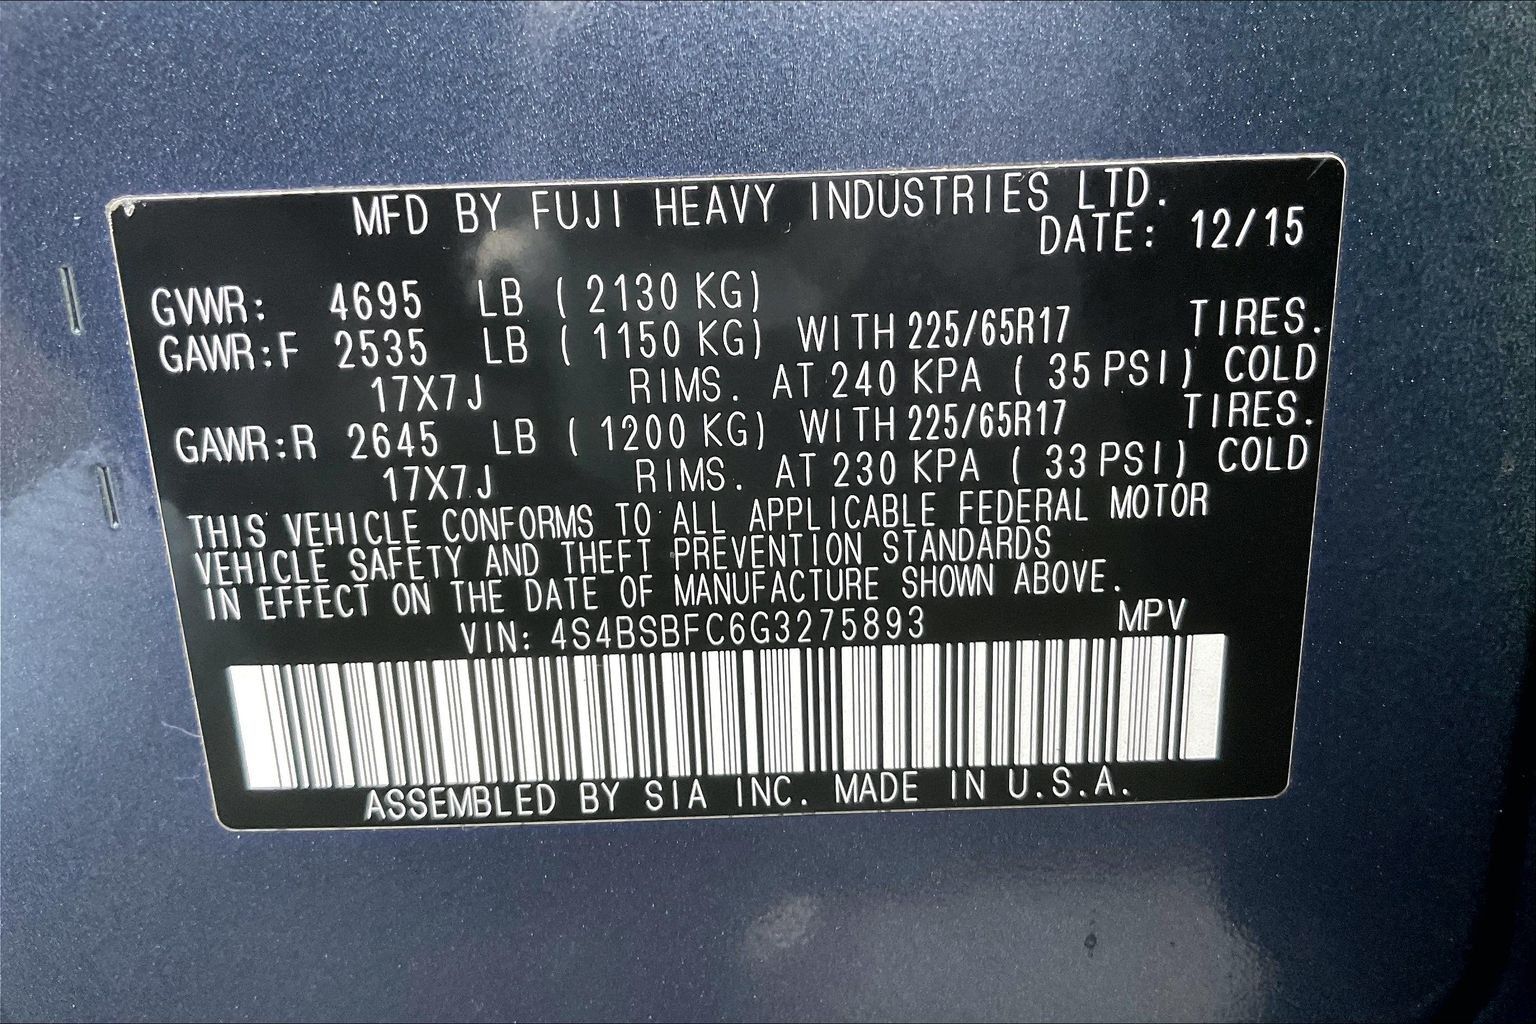 MFD BY FUJI HEAVY INDUSTRIES LTD.
DATE: 12/15
GVWR: 4695 LB ( 2130 KG)
GAWR:F 2535 LB ( 1150 KG) WITH 225/65R17 TIRES.
17X7J RIMS. AT 240 KPA ( 35 PSI) COLD
GAWR:R 2645 LB ( 1200 KG) WITH 225/65R17 TIRES.
17X7J RIMS. AT 230 KPA ( 33 PSI) COLD
THIS VEHICLE CONFORMS TO ALL APPLICABLE FEDERAL MOTOR
VEHICLE SAFETY AND THEFT PREVENTION STANDARDS
IN EFFECT ON THE DATE OF MANUFACTURE SHOWN ABOVE.
VIN: 4S4BSBFC6G3275893 MPV
ASSEMBLED BY SIA INC. MADE IN U.S.A.